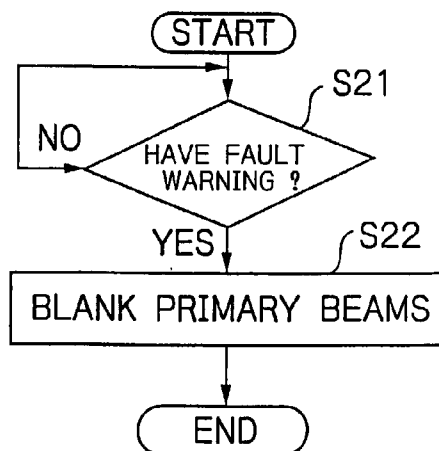 START
S21
NO
HAVE FAULT
WARNING ?
YES
S22
BLANK PRIMARY BEAMS
END